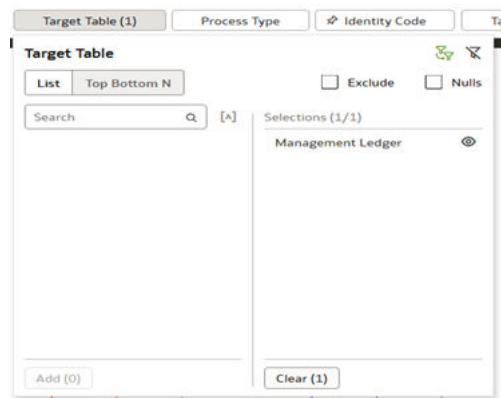 Target Table (1) Process Type Identity Code Ta
Target Table
List Top Bottom N Exclude Nulls
Search [A] Selections (1/1)
Management Ledger
Add (0) Clear (1)